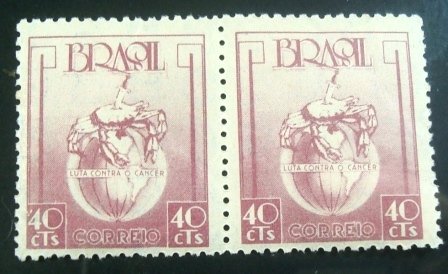 BRASIL BRASIL
LUTA CONTRA O CANCER LUTA CONTRA O CANCER
40 CTS 40 CTS 40 CTS 40 CTS
CORREIO CORREIO